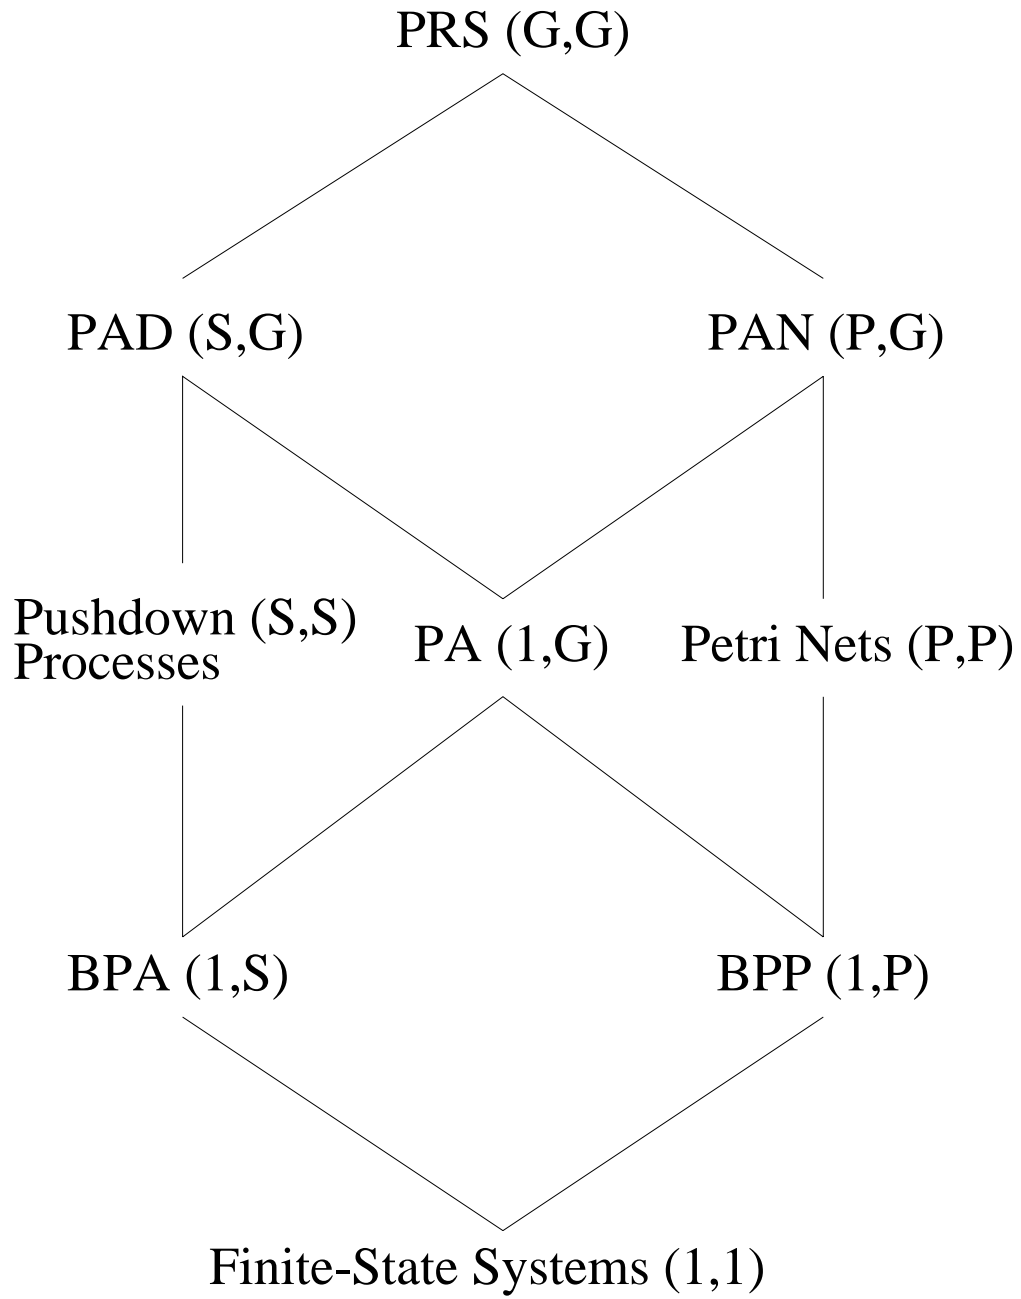 PRS (G,G)
PAD (S,G)
PAN (P,G)
Pushdown (S,S)
Processes
PA (1,G)
Petri Nets (P,P)
BPA (1,S)
BPP (1,P)
Finite-State Systems (1,1)